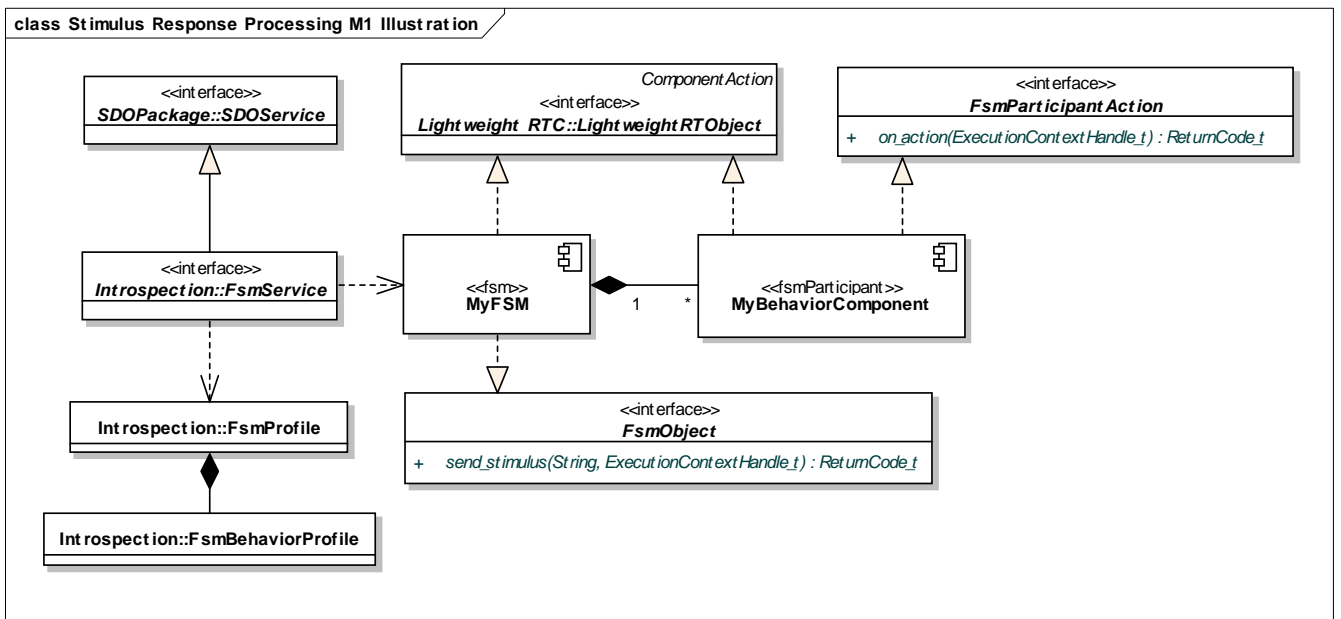 class Stimulus Response Processing M1 Illustration
<<interface>>
SDOPackage::SDOService
ComponentAction
<<interface>>
Lightweight RTC::LightweightRTObject
<<interface>>
FsmParticipantAction
+ on_action(ExecutionContextHandle_t) : ReturnCode_t
<<interface>>
Introspection::FsmService
<<fsm>>
MyFSM
1
*
<<fsmParticipant>>
MyBehaviorComponent
Introspection::FsmProfile
<<interface>>
FsmObject
+ send_stimulus(String, ExecutionContextHandle_t) : ReturnCode_t
Introspection::FsmBehaviorProfile